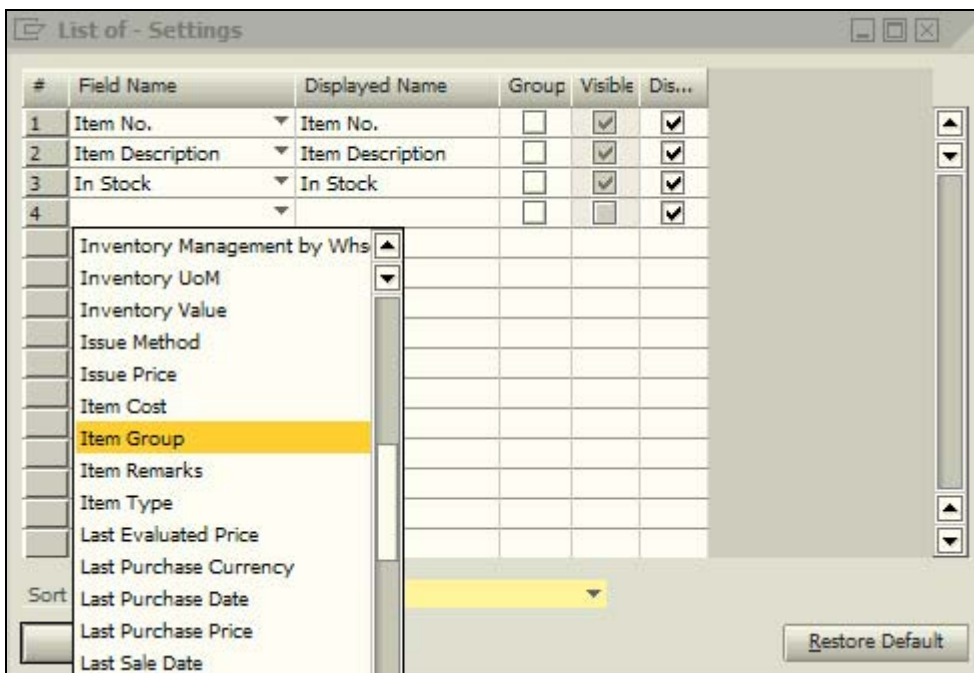 List of - Settings
# Field Name Displayed Name Group Visible Dis...
1 Item No. Item No.
2 Item Description Item Description
3 In Stock In Stock
4
Inventory Management by Whs
Inventory UoM
Inventory Value
Issue Method
Issue Price
Item Cost
Item Group
Item Remarks
Item Type
Last Evaluated Price
Last Purchase Currency
Sort
Last Purchase Date
Last Purchase Price
Restore Default
Last Sale Date